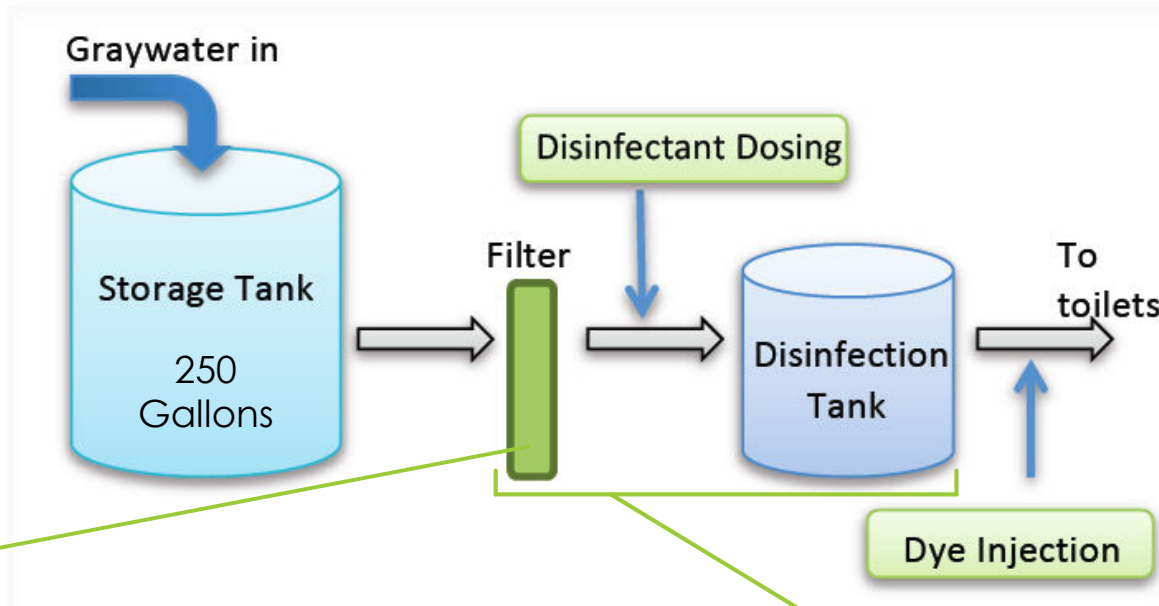 Graywater in
Disinfectant Dosing
Filter
To
toilets
Storage Tank
250
Gallons
Disinfection
Tank
Dye Injection